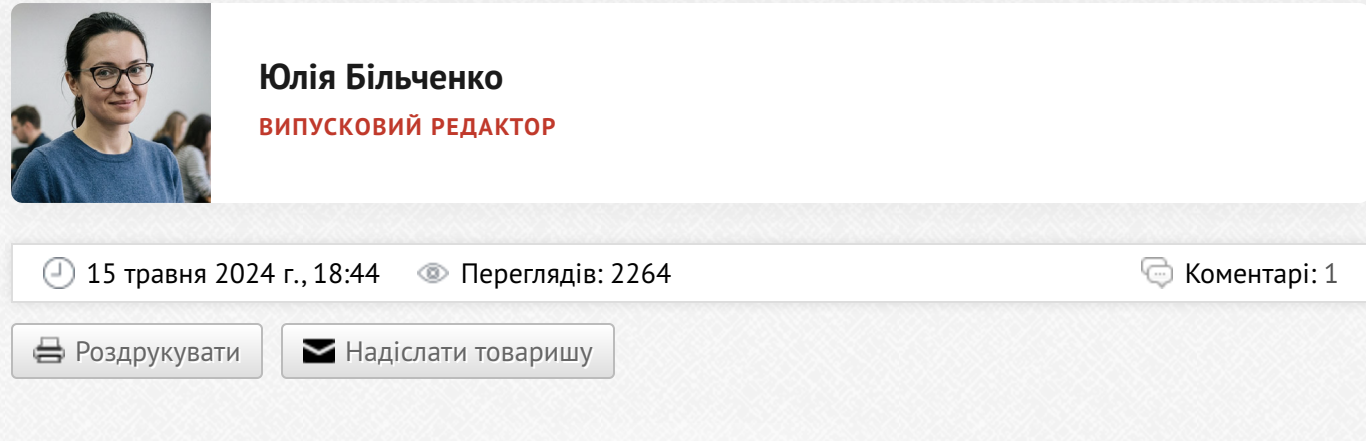 Юлія Більченко
ВИПУСКОВИЙ РЕДАКТОР
15 травня 2024 г., 18:44 Переглядів: 2264 Коментарі: 1
Роздрукувати Надіслати товаришу